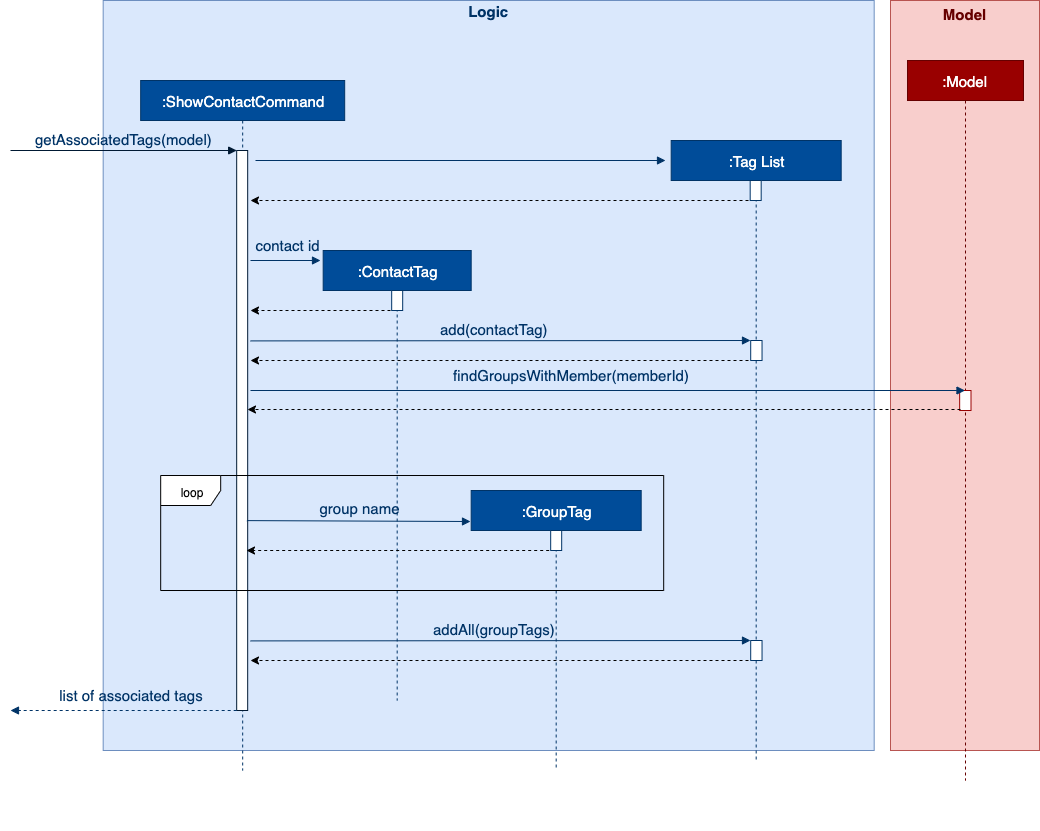 Logic
Model
:Model
:ShowContactCommand
getAssociatedTags(model)
:Tag List
contact id
:ContactTag
add(contactTag)
findGroupsWithMember(memberId)
loop
group name
:GroupTag
addAll(groupTags)
list of associated tags